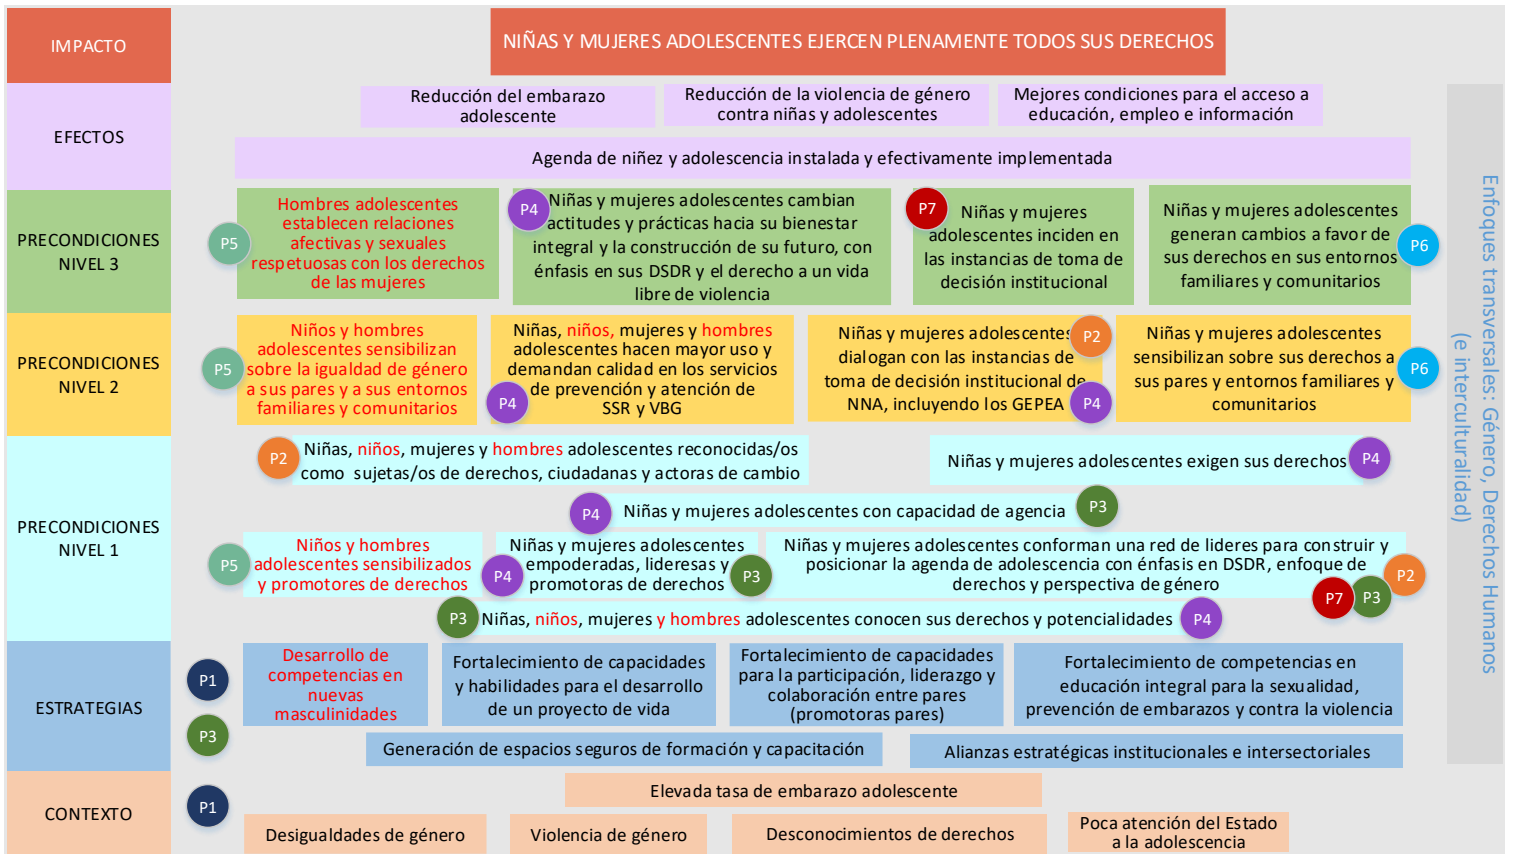 IMPACTO
NIÑAS Y MUJERES ADOLESCENTES EJERCEN PLENAMENTE TODOS SUS DERECHOS
EFECTOS
Reducción del embarazo
adolescente
Reducción de la violencia de género
contra niñas y adolescentes
Mejores condiciones para el acceso a
educación, empleo e información
Agenda de niñez y adolescencia instalada y efectivamente implementada
PRECONDICIONES
NIVEL 3
P5
Hombres adolescentes
establecen relaciones
afectivas y sexuales
respetuosas con los derechos
de las mujeres
P4
Niñas y mujeres adolescentes cambian
actitudes y prácticas hacia su bienestar
integral y la construcción de su futuro, con
énfasis en sus DSDR y el derecho a un vida
libre de violencia
P7
Niñas y mujeres
adolescentes inciden en
las instancias de toma de
decisión institucional
Niñas y mujeres adolescentes
generan cambios a favor de
sus derechos en sus entornos
familiares y comunitarios
P6
PRECONDICIONES
NIVEL 2
P5
Niños y hombres
adolescentes sensibilizan
sobre la igualdad de género
a sus pares y a sus entornos
familiares y comunitarios
Niñas, niños, mujeres y hombres
adolescentes hacen mayor uso y
demandan calidad en los servicios
de prevención y atención de
SSR y VBG
P4
Niñas y mujeres adolescentes
dialogan con las instancias de
toma de decisión institucional de
NNA, incluyendo los GEPEA
P2
P4
Niñas y mujeres adolescentes
sensibilizan sobre sus derechos a
sus pares y entornos familiares y
comunitarios
P6
PRECONDICIONES
NIVEL 1
P2
Niñas, niños, mujeres y hombres adolescentes reconocidas/os
como sujetas/os de derechos, ciudadanas y actoras de cambio
Niñas y mujeres adolescentes exigen sus derechos
P4
P4
Niñas y mujeres adolescentes con capacidad de agencia
P3
P5
Niños y hombres
adolescentes sensibilizados
y promotores de derechos
P4
Niñas y mujeres adolescentes
empoderadas, lideresas y
promotoras de derechos
P3
Niñas y mujeres adolescentes conforman una red de lideres para construir y
posicionar la agenda de adolescencia con énfasis en DSDR, enfoque de
derechos y perspectiva de género
P2
P7
P3
P3
Niñas, niños, mujeres y hombres adolescentes conocen sus derechos y potencialidades
P4
ESTRATEGIAS
P1
P3
Desarrollo de
competencias en
nuevas
masculinidades
Fortalecimiento de capacidades
y habilidades para el desarrollo
de un proyecto de vida
Fortalecimiento de capacidades
para la participación, liderazgo y
colaboración entre pares
(promotoras pares)
Fortalecimiento de competencias en
educación integral para la sexualidad,
prevención de embarazos y contra la violencia
Generación de espacios seguros de formación y capacitación
Alianzas estratégicas institucionales e intersectoriales
CONTEXTO
P1
Elevada tasa de embarazo adolescente
Desigualdades de género
Violencia de género
Desconocimientos de derechos
Poca atención del Estado
a la adolescencia
Enfoques transversales: Género, Derechos Humanos
(e interculturalidad)